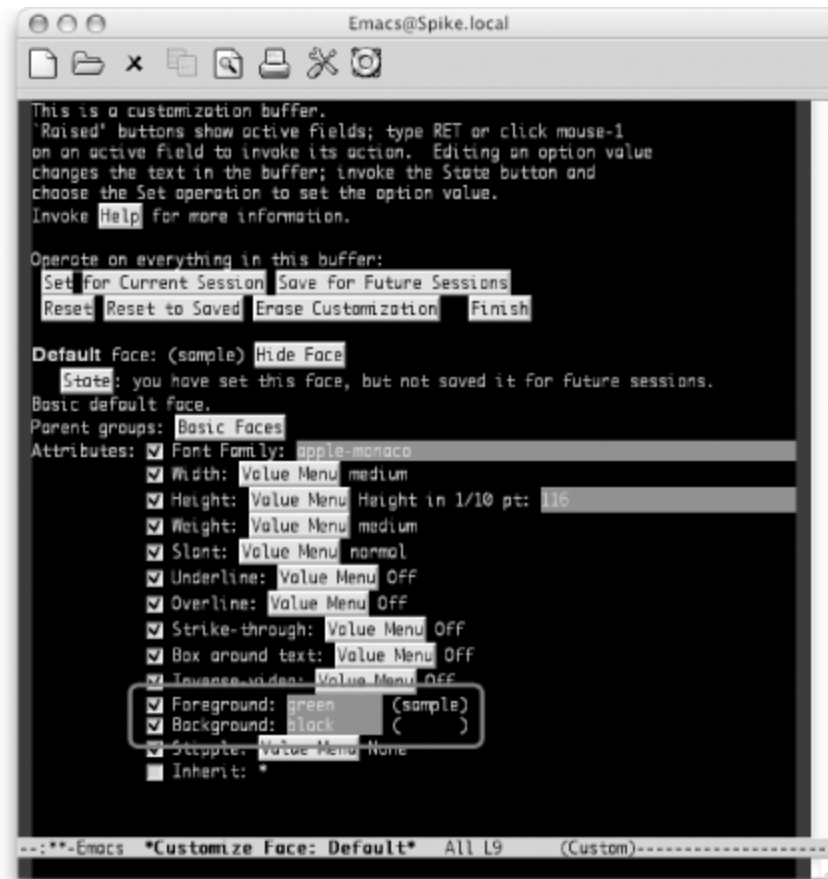 Emacs@Spike.local
This is a customization buffer.
`Raised' buttons show active fields; type RET or click mouse-1
on an active field to invoke its action.  Editing an option value
changes the text in the buffer; invoke the State button and
choose the Set operation to set the option value.
Invoke Help for more information.
Operate on everything in this buffer:
Set for Current Session Save for Future Sessions
Reset Reset to Saved Erase Customization Finish
Default face: (sample) Hide Face
State: you have set this face, but not saved it for future sessions.
Basic default face.
Parent groups: Basic Faces
Attributes: Font Family: apple-monaco
Width: Value Menu medium
Height: Value Menu Height in 1/10 pt: 116
Weight: Value Menu medium
Slant: Value Menu normal
Underline: Value Menu Off
Overline: Value Menu Off
Strike-through: Value Menu Off
Box around text: Value Menu Off
Inverse-video: Value Menu Off
Foreground: green (sample)
Background: black (      )
Stipple: Value Menu None
Inherit: *
--:**-Emacs *Customize Face: Default* All L9 (Custom)--------------------